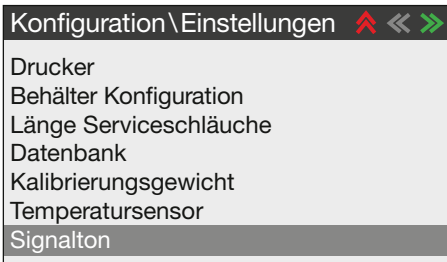 Konfiguration\Einstellungen
Drucker
Behälter Konfiguration
Länge Serviceschläuche
Datenbank
Kalibrierungsgewicht
Temperatursensor
Signalton